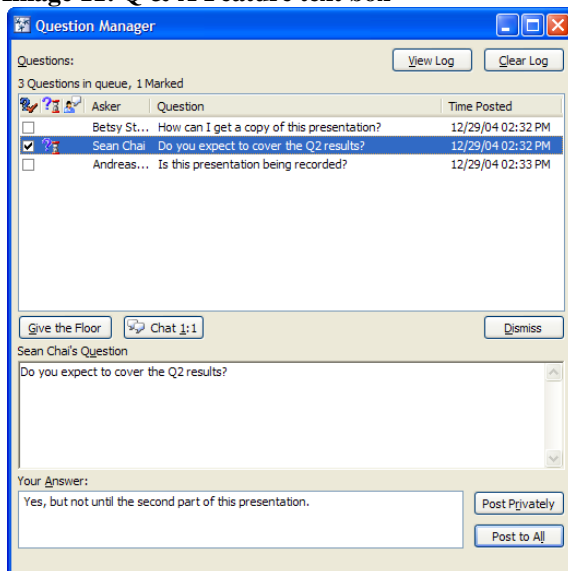 Question Manager
Questions:
View Log
Clear Log
3 Questions in queue, 1 Marked
Asker Question Time Posted
Betsy St... How can I get a copy of this presentation? 12/29/04 02:32 PM
Sean Chai Do you expect to cover the Q2 results? 12/29/04 02:32 PM
Andreas... Is this presentation being recorded? 12/29/04 02:33 PM
Give the Floor
Chat 1:1
Dismiss
Sean Chai's Question
Do you expect to cover the Q2 results?
Your Answer:
Yes, but not until the second part of this presentation.
Post Privately
Post to All